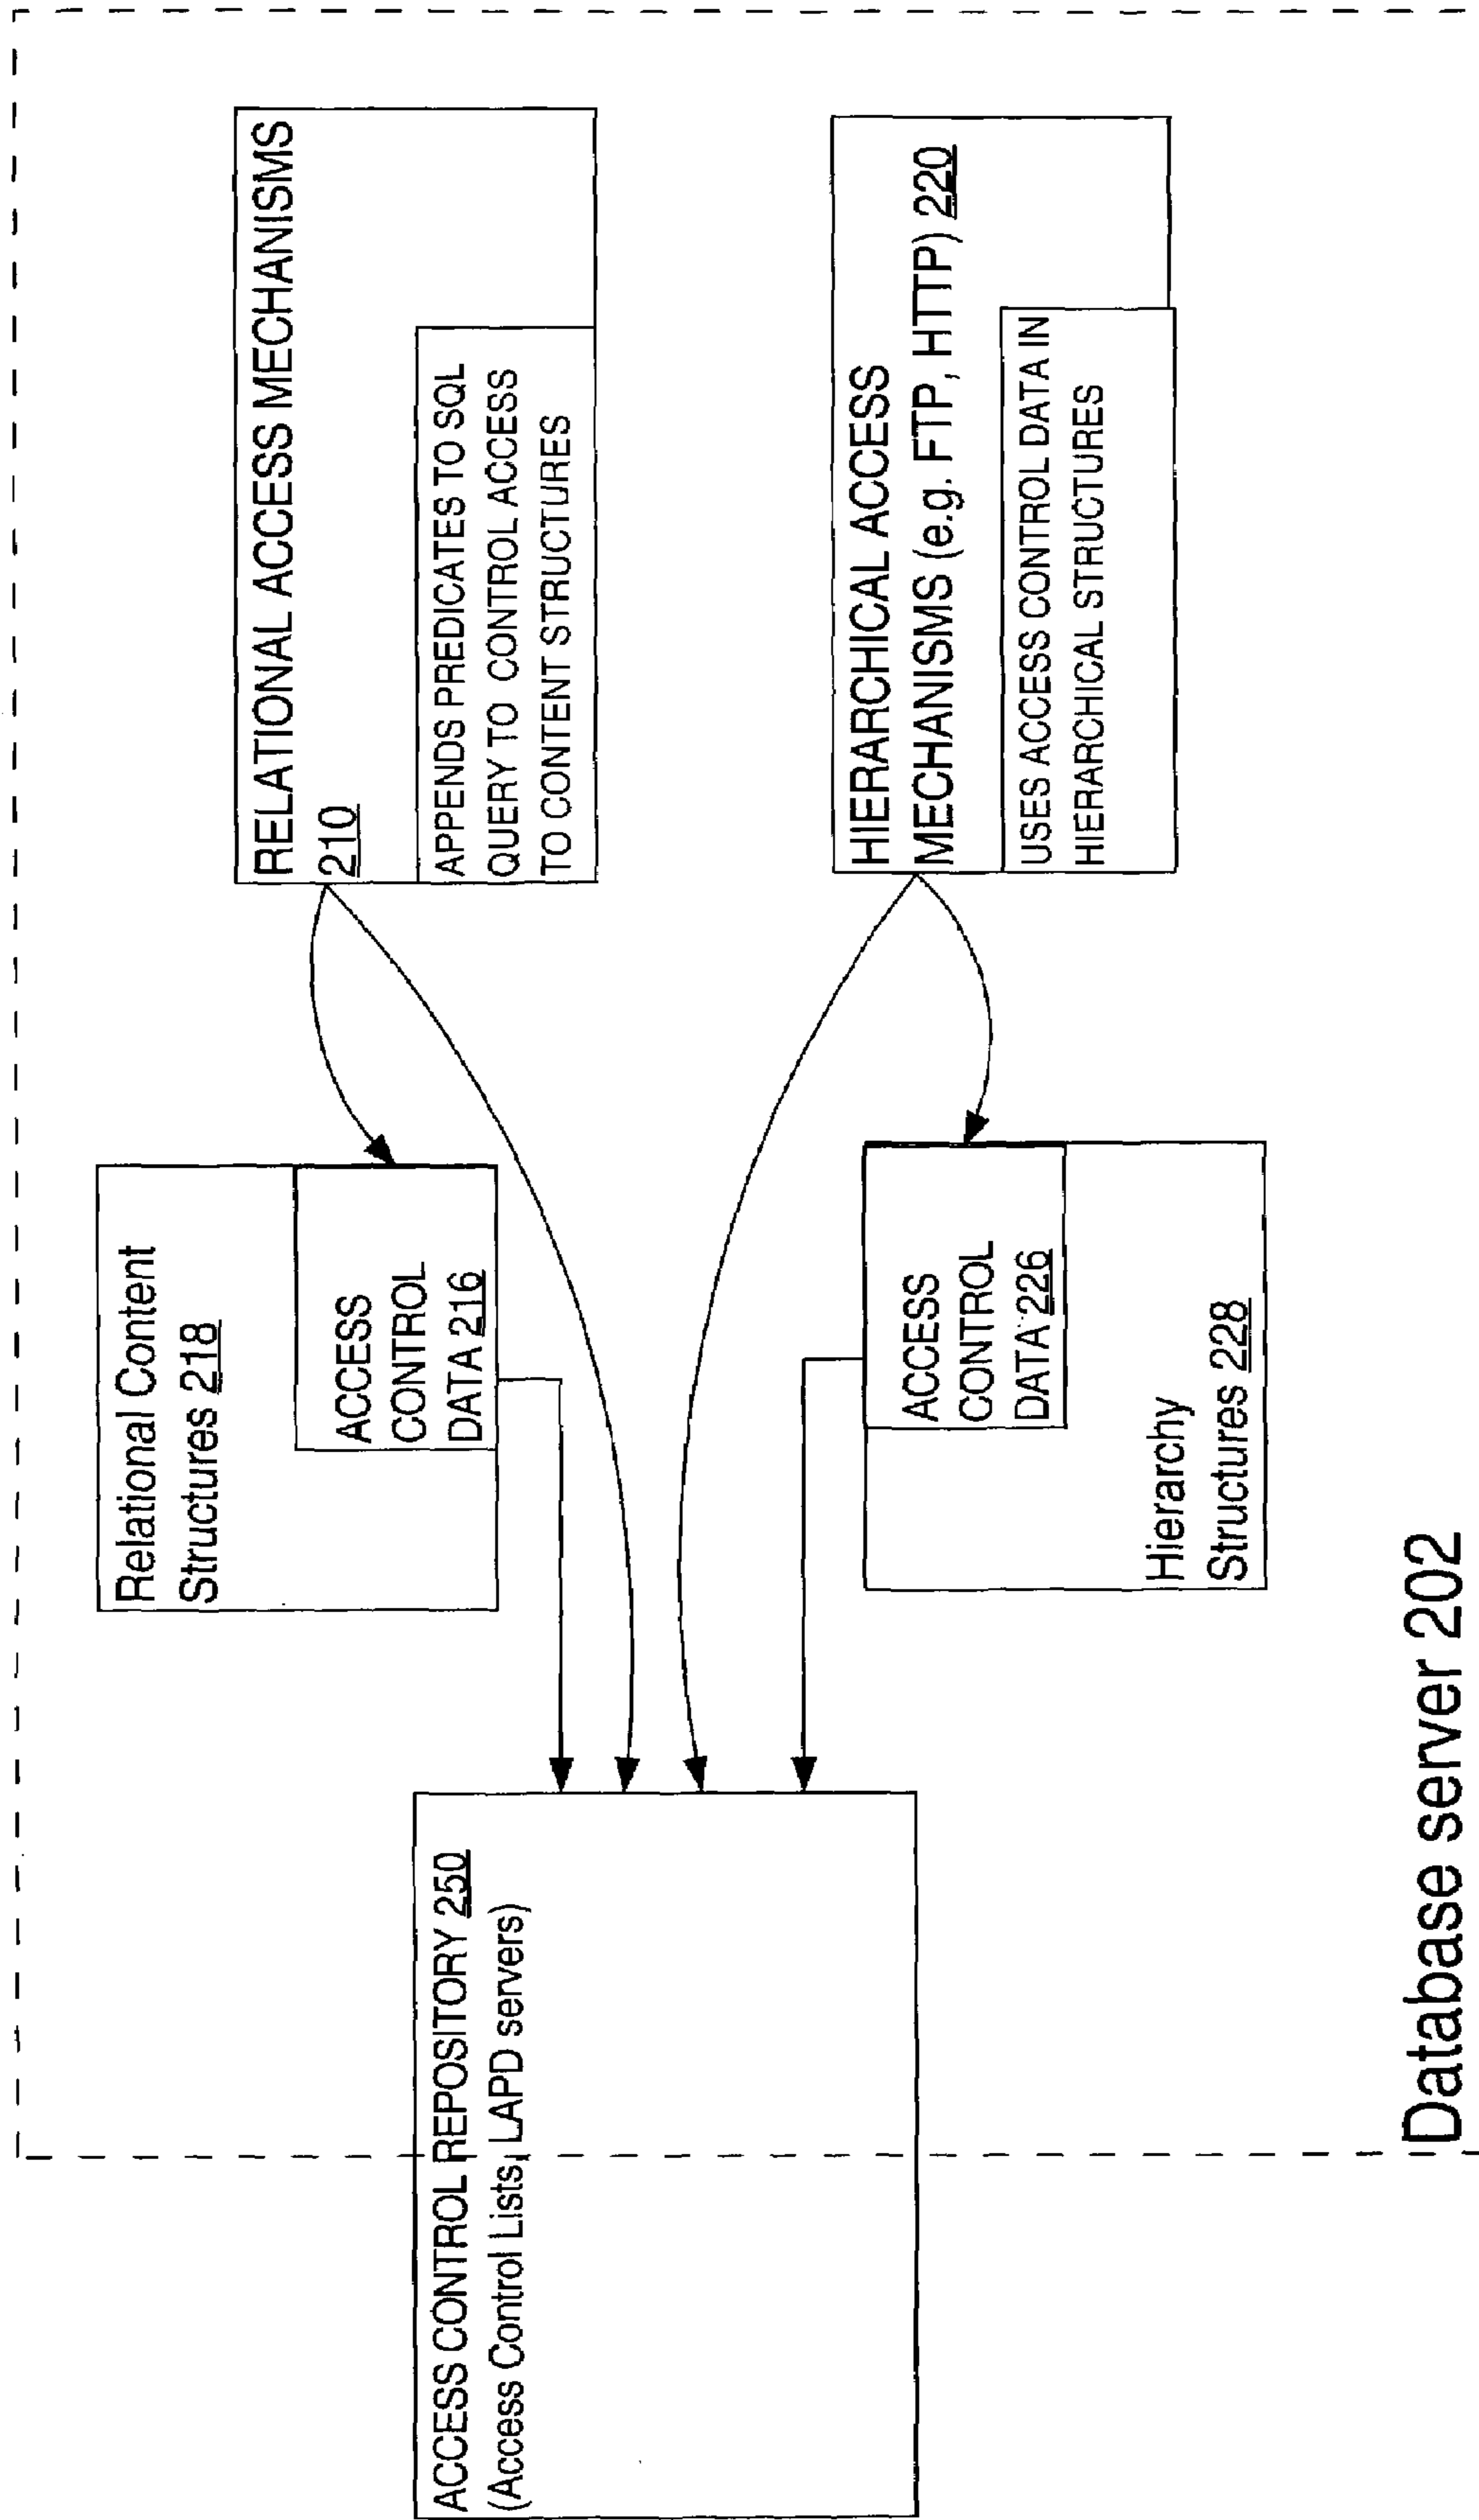 RELATIONAL ACCESS MECHANISMS
210
APPENDS PREDICATES TO SQL
QUERY TO CONTROL ACCESS
TO CONTENT STRUCTURES
HIERARCHICAL ACCESS
MECHANISMS (e.g. FTP, HTTP) 220
USES ACCESS CONTROL DATA IN
HIERARCHICAL STRUCTURES
Relational Content
Structures 218
ACCESS
CONTROL
DATA 216
ACCESS
CONTROL
DATA 226
Hierarchy
Structures 228
ACCESS CONTROL REPOSITORY 250
(Access Control Lists, LAPD servers)
Database server 202